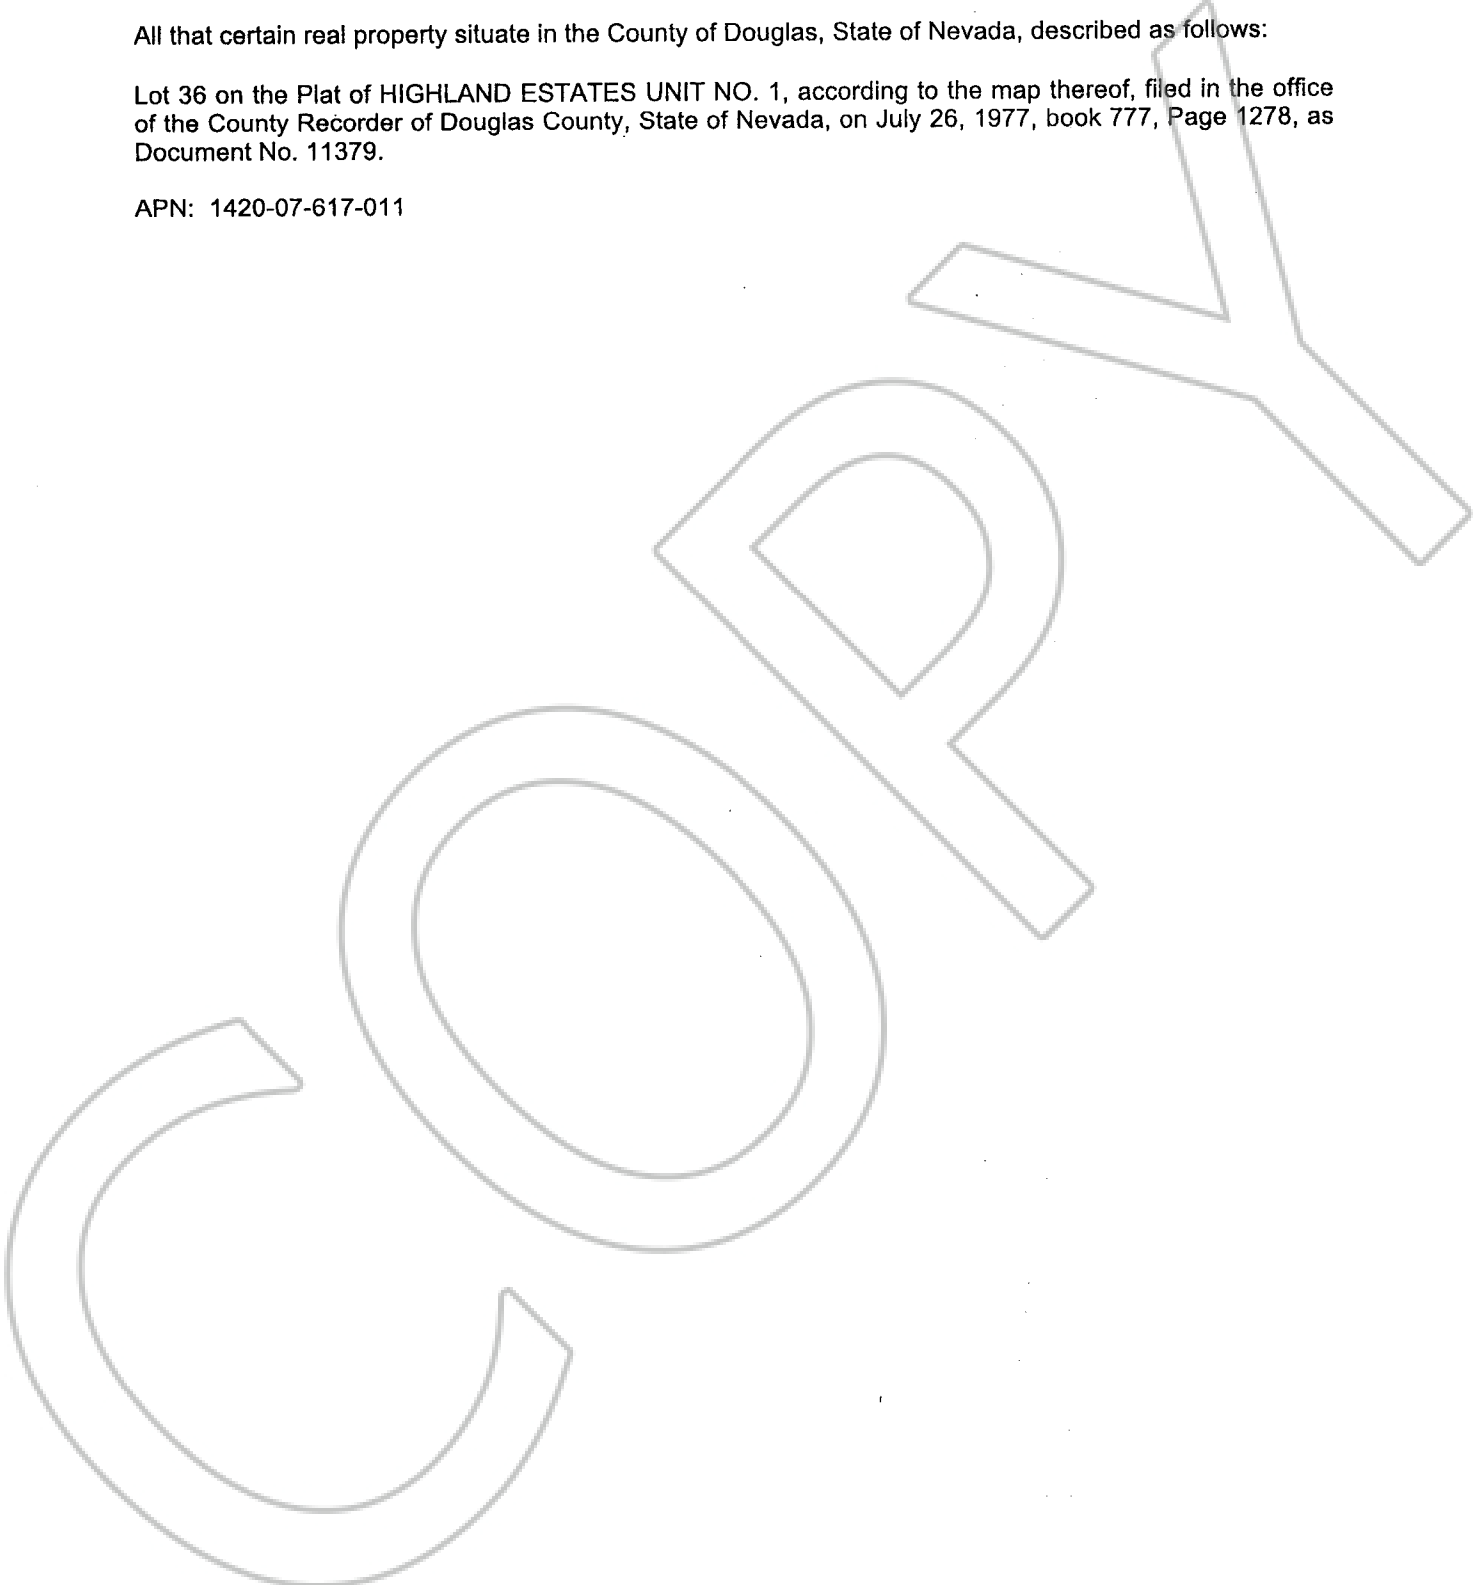 All that certain real property situate in the County of Douglas, State of Nevada, described as follows:
Lot 36 on the Plat of HIGHLAND ESTATES UNIT NO. 1, according to the map thereof, filed in the office
of the County Recorder of Douglas County, State of Nevada, on July 26, 1977, book 777, Page 1278, as
Document No. 11379.
APN: 1420-07-617-011
COPY